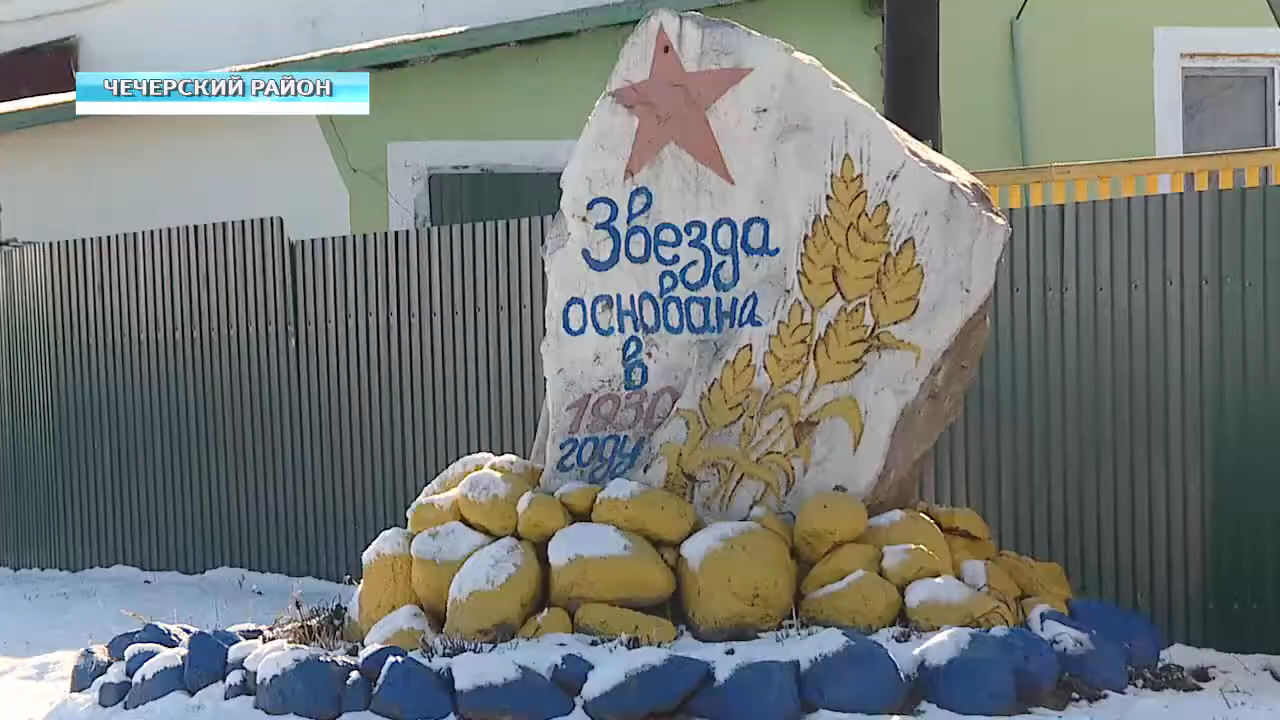 ЧЕЧЕРСКИЙ РАЙОН
Звезда
основана
в
1930
году